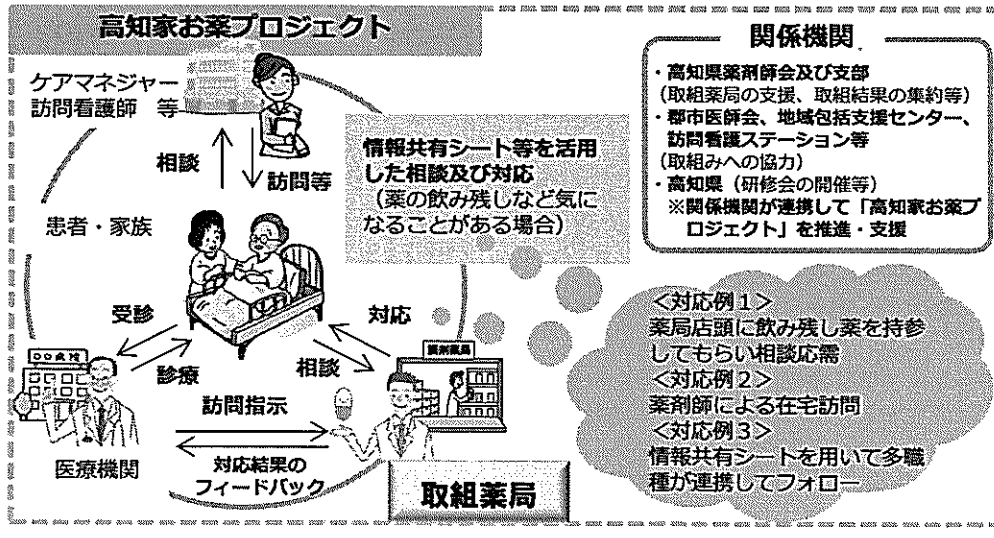 高知家お薬プロジェクト
ケアマネジャー
訪問看護師 等
相談
訪問等
情報共有シート等を活用
した相談及び対応
（薬の飲み残しなど気に
なることがある場合）
患者・家族
受診
診療
対応
相談
○○病院
調剤薬局
訪問指示
対応結果の
フィードバック
医療機関
取組薬局
関係機関
・高知県薬剤師会及び支部
（取組薬局の支援、取組結果の集約等）
・郡市医師会、地域包括支援センター、
訪問看護ステーション等
（取組みへの協力）
・高知県（研修会の開催等）
※関係機関が連携して「高知家お薬プ
ロジェクト」を推進・支援
＜対応例１＞
薬局店頭に飲み残し薬を持参
してもらい相談応需
＜対応例２＞
薬剤師による在宅訪問
＜対応例３＞
情報共有シートを用いて多職
種が連携してフォロー